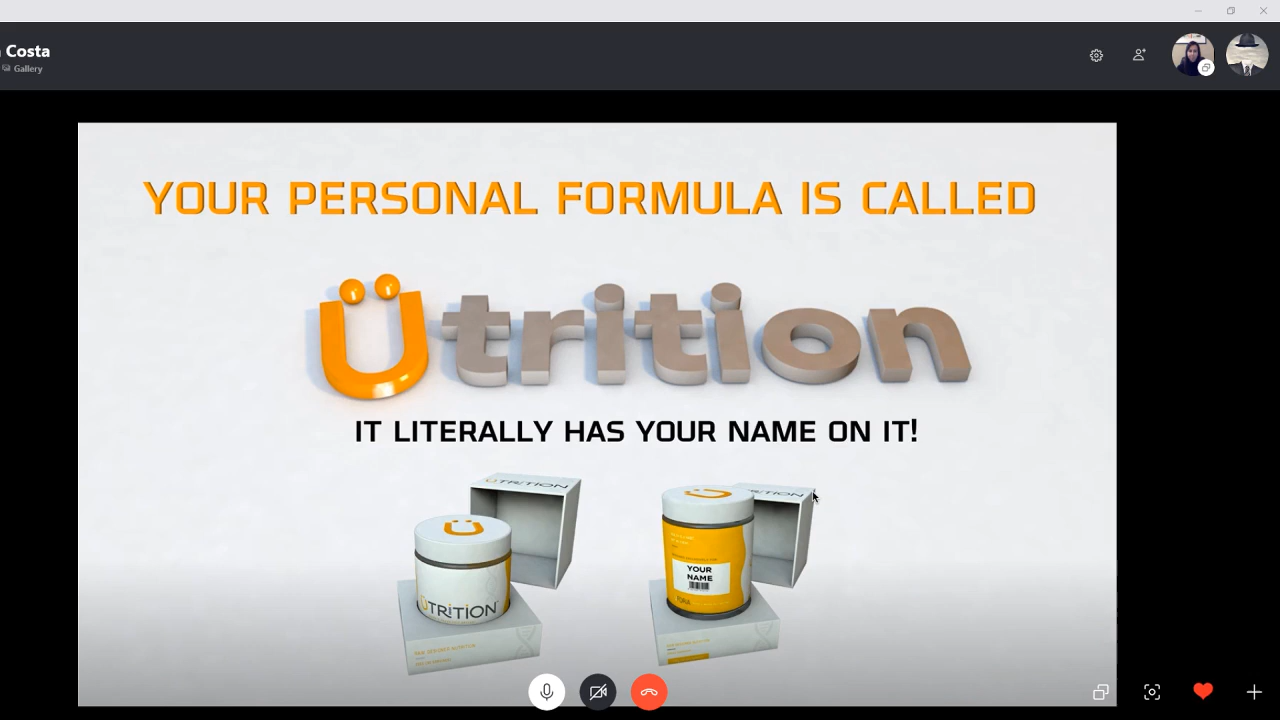 Costa
Gallery
YOUR PERSONAL FORMULA IS CALLED
Ütrition
IT LITERALLY HAS YOUR NAME ON IT!
ÜTRiTiON
Ü
ÜTRiTiON
Ü
YOUR
NAME